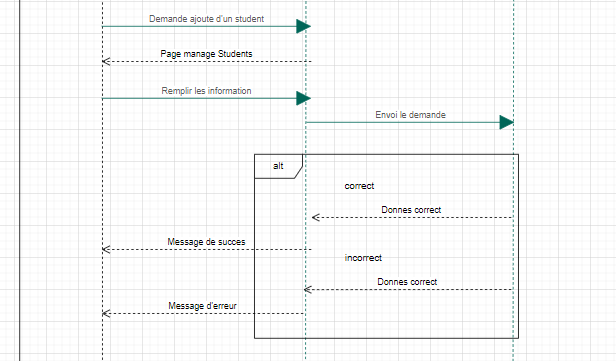 Demande ajoute d'un student
Page manage Students
Remplir les information
Envoi le demande
alt
correct
Donnes correct
Message de succes
incorrect
Donnes correct
Message d'erreur